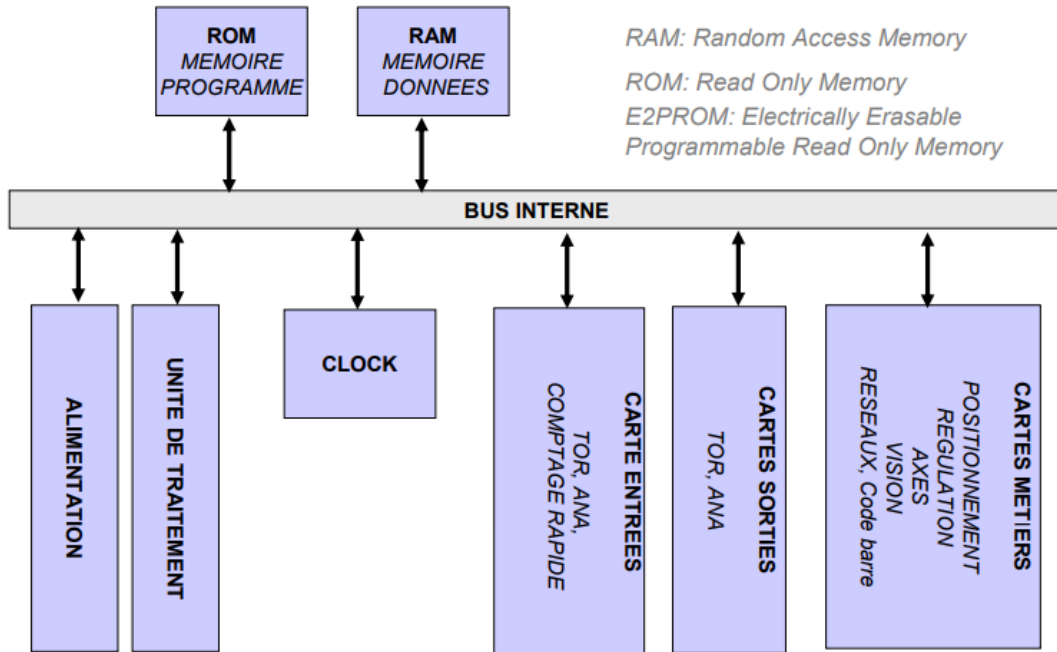 ROM
MEMOIRE
PROGRAMME
RAM
MEMOIRE
DONNEES
RAM: Random Access Memory
ROM: Read Only Memory
E2PROM: Electrically Erasable
Programmable Read Only Memory
BUS INTERNE
ALIMENTATION
UNITE DE TRAITEMENT
CLOCK
CARTE ENTREES
TOR, ANA,
COMPTAGE RAPIDE
CARTES SORTIES
TOR, ANA
CARTES METIERS
POSITIONNEMENT
REGULATION
AXES
VISION
RESEAUX, Code barre